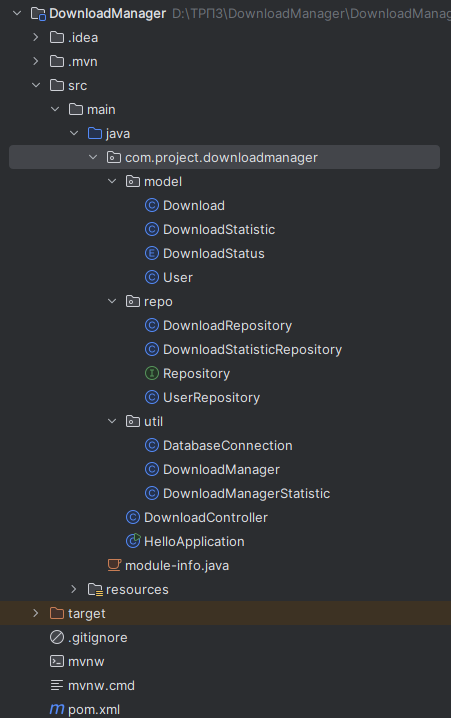 DownloadManager D:\ТРПЗ\DownloadManager\DownloadManag
.idea
.mvn
src
main
java
com.project.downloadmanager
model
C Download
C DownloadStatistic
E DownloadStatus
C User
repo
C DownloadRepository
C DownloadStatisticRepository
I Repository
C UserRepository
util
C DatabaseConnection
C DownloadManager
C DownloadManagerStatistic
C DownloadController
C HelloApplication
module-info.java
resources
target
.gitignore
mvnw
mvnw.cmd
m pom.xml